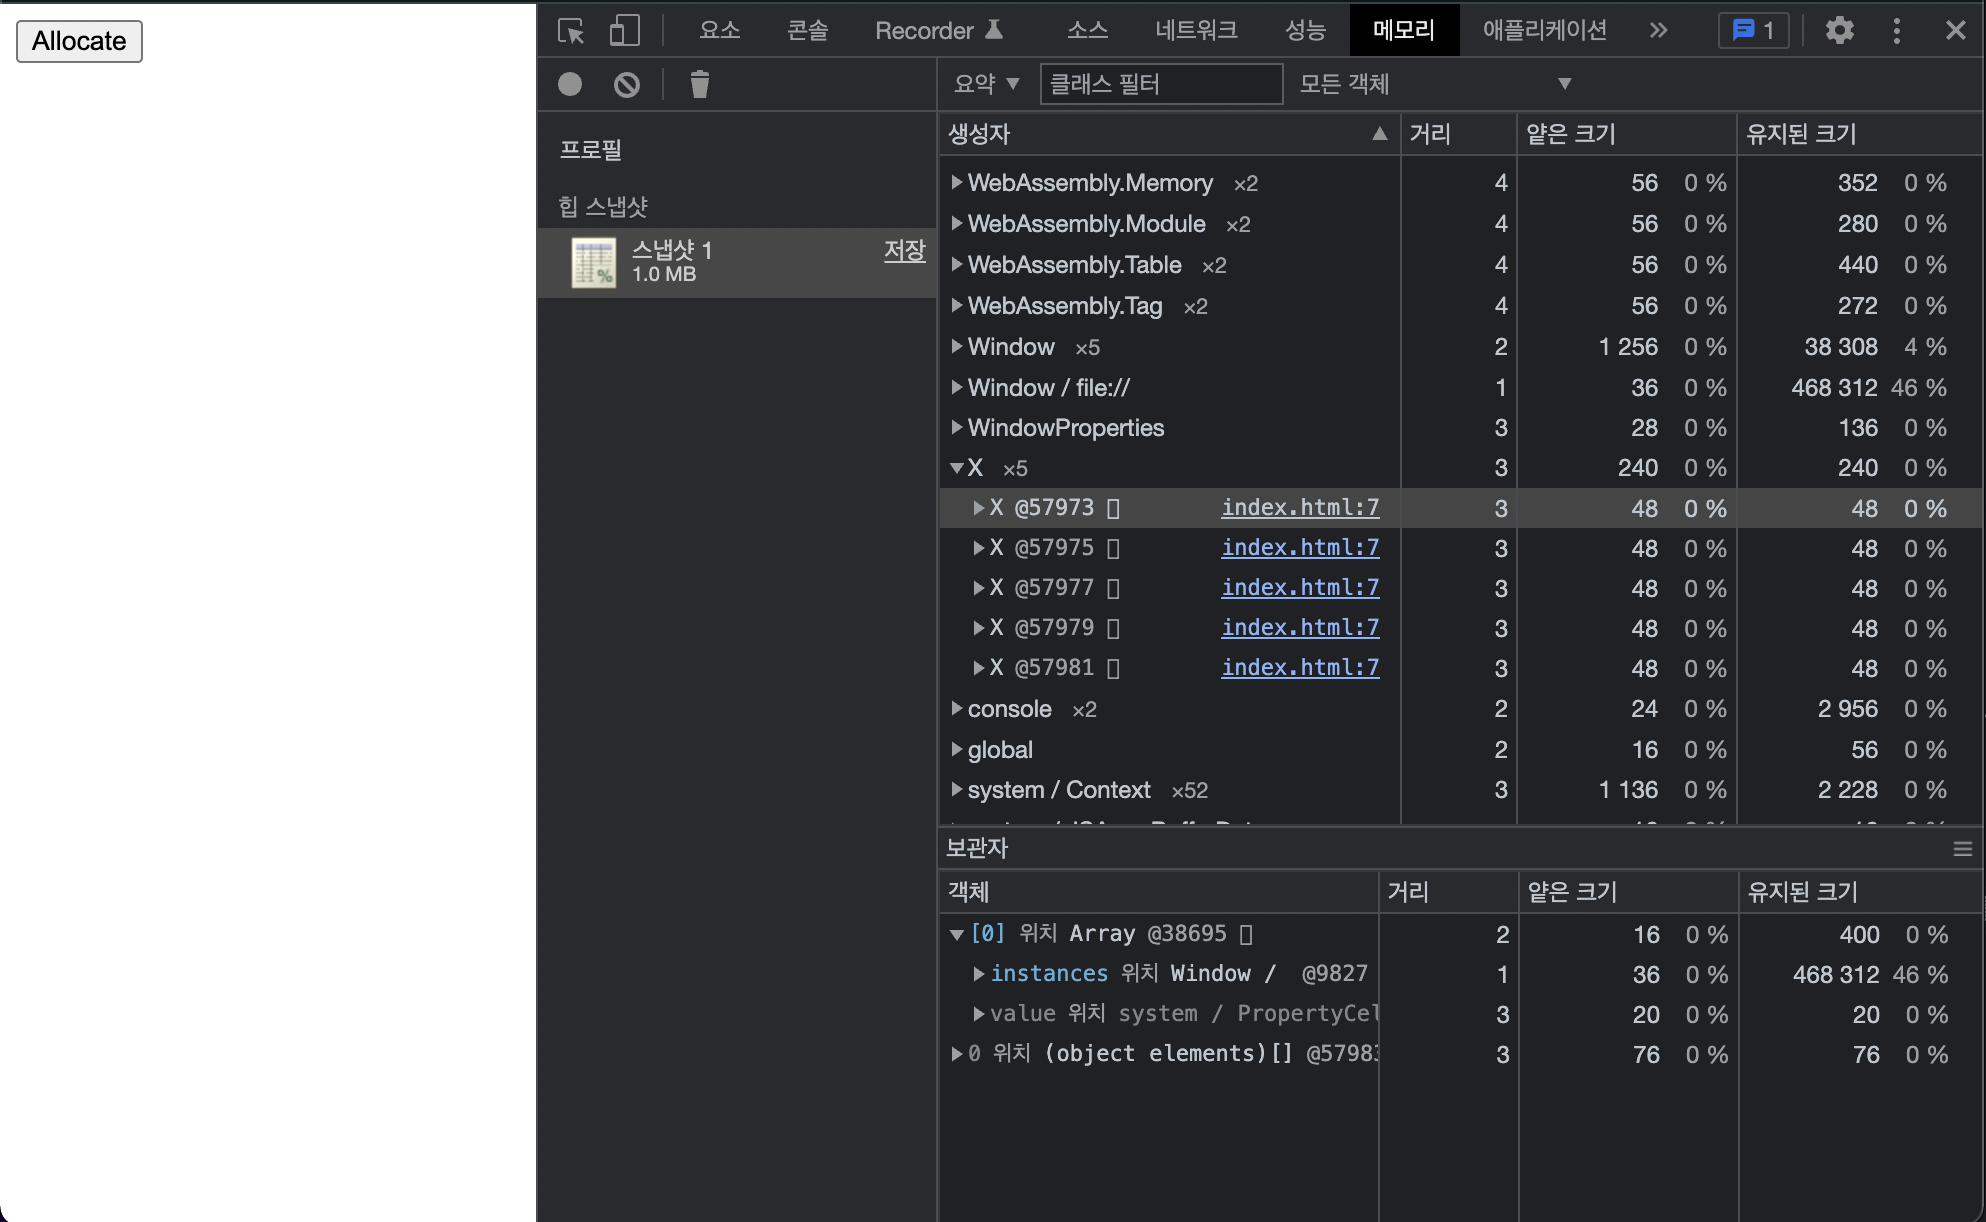 Allocate
요소 콘솔 Recorder 소스 네트워크 성능 메모리 애플리케이션 » 1
요약 ▼ 클래스 필터 모든 객체 ▼
프로필
힙 스냅샷
스냅샷 1 저장
1.0 MB
생성자 ▲ 거리 얕은 크기 유지된 크기
WebAssembly.Memory ×2 4 56 0 % 352 0 %
WebAssembly.Module ×2 4 56 0 % 280 0 %
WebAssembly.Table ×2 4 56 0 % 440 0 %
WebAssembly.Tag ×2 4 56 0 % 272 0 %
Window ×5 2 1 256 0 % 38 308 4 %
Window / file:// 1 36 0 % 468 312 46 %
WindowProperties 3 28 0 % 136 0 %
X ×5 3 240 0 % 240 0 %
X @57973 index.html:7 3 48 0 % 48 0 %
X @57975 index.html:7 3 48 0 % 48 0 %
X @57977 index.html:7 3 48 0 % 48 0 %
X @57979 index.html:7 3 48 0 % 48 0 %
X @57981 index.html:7 3 48 0 % 48 0 %
console ×2 2 24 0 % 2 956 0 %
global 2 16 0 % 56 0 %
system / Context ×52 3 1 136 0 % 2 228 0 %
보관자
객체 거리 얕은 크기 유지된 크기
[0] 위치 Array @38695 2 16 0 % 400 0 %
instances 위치 Window / @9827 1 36 0 % 468 312 46 %
value 위치 system / PropertyCel 3 20 0 % 20 0 %
0 위치 (object elements)[] @57983 3 76 0 % 76 0 %